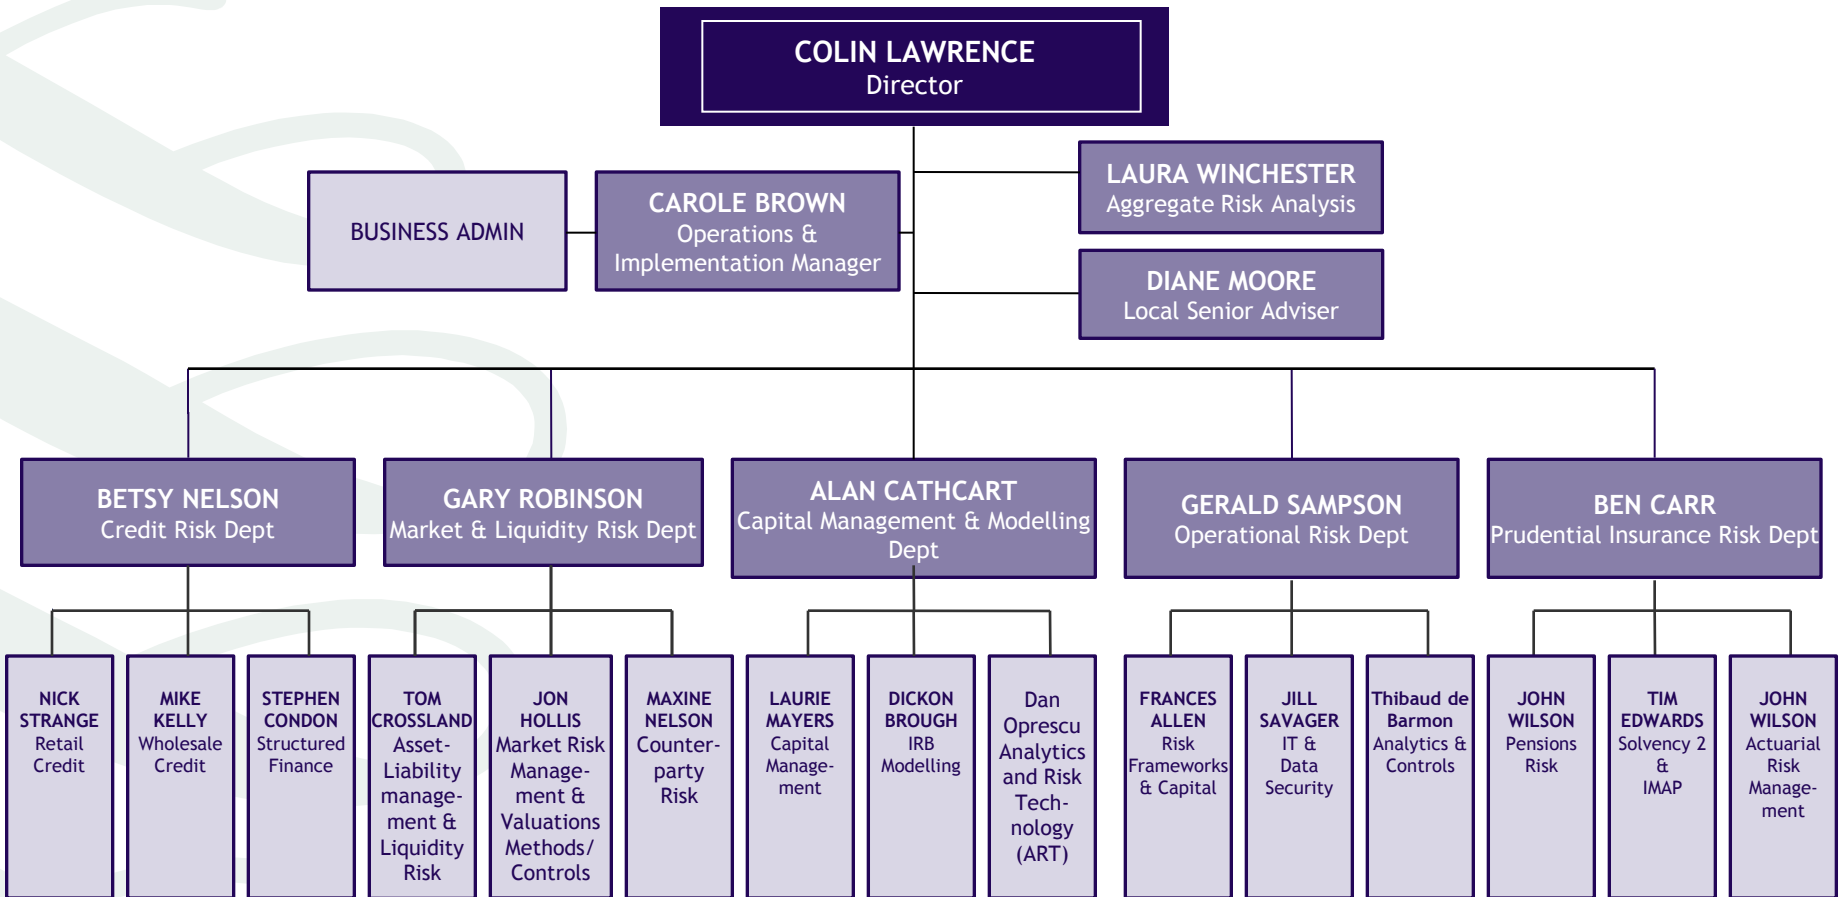 COLIN LAWRENCE
Director
LAURA WINCHESTER
Aggregate Risk Analysis
BUSINESS ADMIN
CAROLE BROWN
Operations &
Implementation Manager
DIANE MOORE
Local Senior Adviser
BETSY NELSON
Credit Risk Dept
GARY ROBINSON
Market & Liquidity Risk Dept
ALAN CATHCART
Capital Management & Modelling
Dept
GERALD SAMPSON
Operational Risk Dept
BEN CARR
Prudential Insurance Risk Dept
NICK
STRANGE
Retail
Credit
MIKE
KELLY
Wholesale
Credit
STEPHEN
CONDON
Structured
Finance
TOM
CROSSLAND
Asset-
Liability
manage-
ment &
Liquidity
Risk
JON
HOLLIS
Market Risk
Manage-
ment &
Valuations
Methods/
Controls
MAXINE
NELSON
Counter-
party
Risk
LAURIE
MAYERS
Capital
Manage-
ment
DICKON
BROUGH
IRB
Modelling
Dan
Oprescu
Analytics
and Risk
Tech-
nology
(ART)
FRANCES
ALLEN
Risk
Frameworks
& Capital
JILL
SAVAGER
IT &
Data
Security
Thibaud de
Barmon
Analytics &
Controls
JOHN
WILSON
Pensions
Risk
TIM
EDWARDS
Solvency 2
&
IMAP
JOHN
WILSON
Actuarial
Risk
Manage-
ment